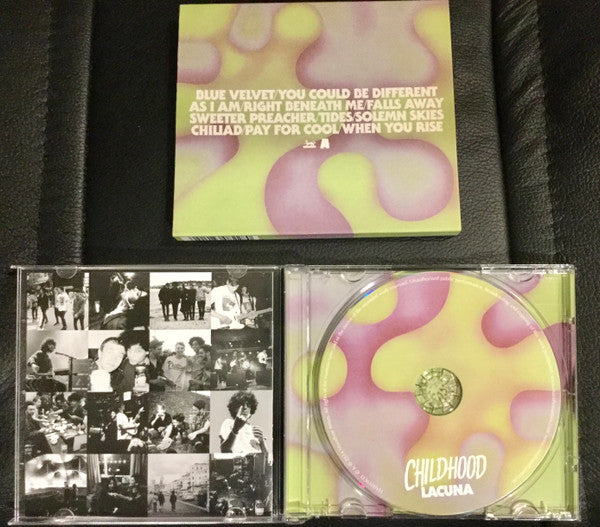 BLUE VELVET/YOU COULD BE DIFFERENT
AS I AM/RIGHT BENEATH ME/FALLS AWAY
SWEETER PREACHER/TIDES/SOLEMN SKIES
CHILIAD/PAY FOR COOL/WHEN YOU RISE
CHILDHOOD
LACUNA